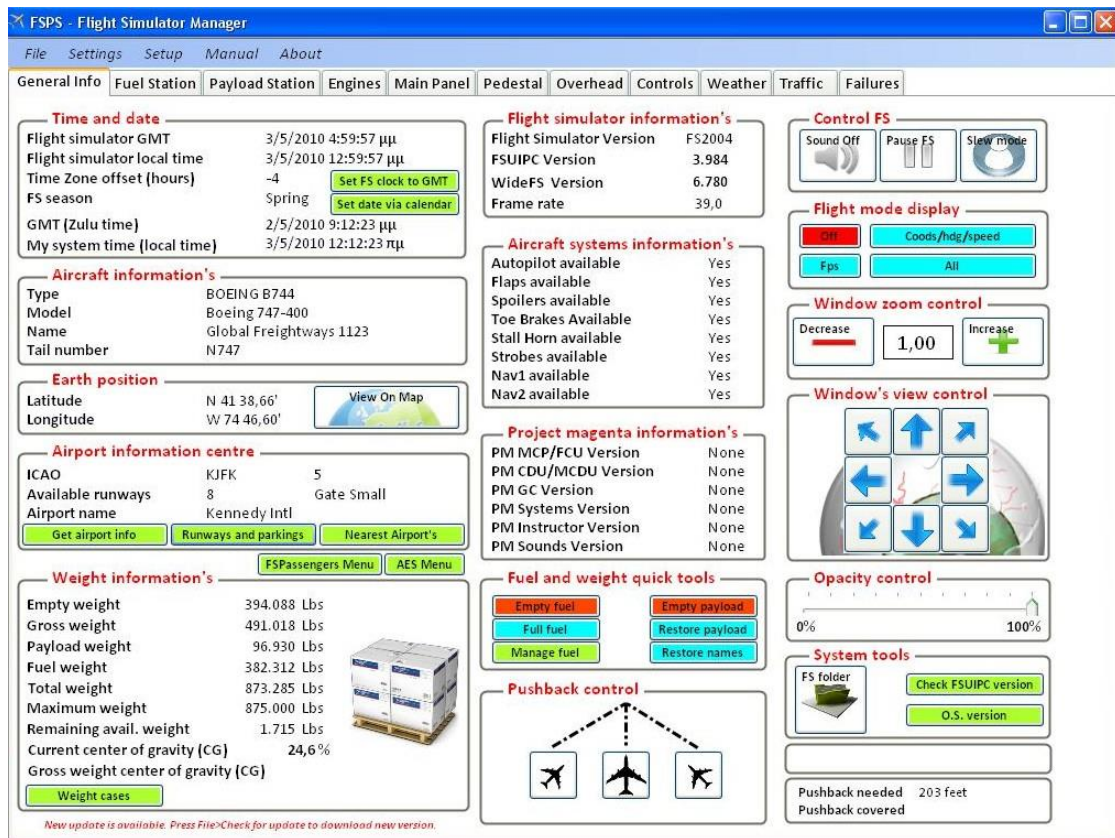 FSPS - Flight Simulator Manager
File Settings Setup Manual About
General Info Fuel Station Payload Station Engines Main Panel Pedestal Overhead Controls Weather Traffic Failures
Time and date
Flight simulator GMT 3/5/2010 4:59:57 μμ
Flight simulator local time 3/5/2010 12:59:57 μμ
Time Zone offset (hours) -4 Set FS clock to GMT
FS season Spring Set date via calendar
GMT (Zulu time) 2/5/2010 9:12:23 μμ
My system time (local time) 3/5/2010 12:12:23 πμ
Aircraft information's
Type BOEING B744
Model Boeing 747-400
Name Global Freightways 1123
Tail number N747
Earth position
Latitude N 41 38,66'
Longitude W 74 46,60'
View On Map
Airport information centre
ICAO KJFK 5
Available runways 8 Gate Small
Airport name Kennedy Intl
Get airport info Runways and parkings Nearest Airport's
FSPassengers Menu AES Menu
Weight information's
Empty weight 394.088 Lbs
Gross weight 491.018 Lbs
Payload weight 96.930 Lbs
Fuel weight 382.312 Lbs
Total weight 873.285 Lbs
Maximum weight 875.000 Lbs
Remaining avail. weight 1.715 Lbs
Current center of gravity (CG) 24,6 %
Gross weight center of gravity (CG)
Weight cases
New update is available. Press File>Check for update to download new version.
Flight simulator information's
Flight Simulator Version FS2004
FSUIPC Version 3.984
WideFS Version 6.780
Frame rate 39,0
Aircraft systems information's
Autopilot available Yes
Flaps available Yes
Spoilers available Yes
Toe Brakes Available Yes
Stall Horn available Yes
Strobes available Yes
Nav1 available Yes
Nav2 available Yes
Project magenta information's
PM MCP/FCU Version None
PM CDU/MCDU Version None
PM GC Version None
PM Systems Version None
PM Instructor Version None
PM Sounds Version None
Fuel and weight quick tools
Empty fuel Empty payload
Full fuel Restore payload
Manage fuel Restore names
Pushback control
Control FS
Sound Off Pause FS Slew mode
Flight mode display
Off Coods/hdg/speed
Fps All
Window zoom control
Decrease 1,00 Increase
Window's view control
Opacity control
0% 100%
System tools
FS folder
Check FSUIPC version
O.S. version
Pushback needed 203 feet
Pushback covered